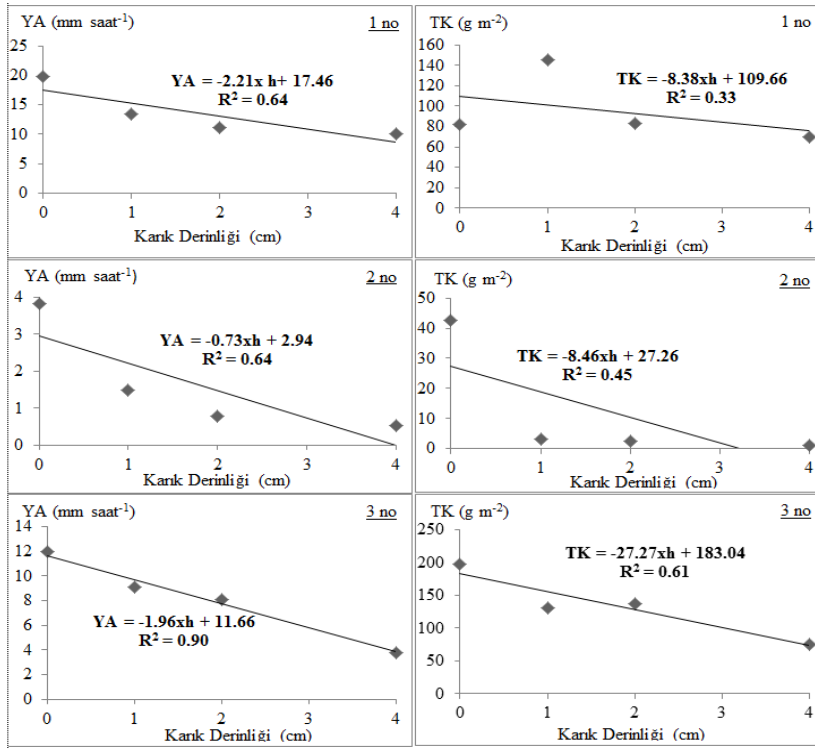 YA (mm saat⁻¹)
1 no
25
20
15
10
5
0
YA = -2.21x h+ 17.46
R² = 0.64
0 1 2 3 4
Karık Derinliği (cm)
TK (g m⁻²)
1 no
160
140
120
100
80
60
40
20
0
TK = -8.38xh + 109.66
R² = 0.33
0 1 2 3 4
Karık Derinliği (cm)
YA (mm saat⁻¹)
2 no
4
3
2
1
0
YA = -0.73xh + 2.94
R² = 0.64
0 1 2 3 4
Karık Derinliği (cm)
TK (g m⁻²)
2 no
50
40
30
20
10
0
TK = -8.46xh + 27.26
R² = 0.45
0 1 2 3 4
Karık Derinliği (cm)
YA (mm saat⁻¹)
3 no
14
12
10
8
6
4
2
0
YA = -1.96xh + 11.66
R² = 0.90
0 1 2 3 4
Karık Derinliği (cm)
TK (g m⁻²)
3 no
250
200
150
100
50
0
TK = -27.27xh + 183.04
R² = 0.61
0 1 2 3 4
Karık Derinliği (cm)